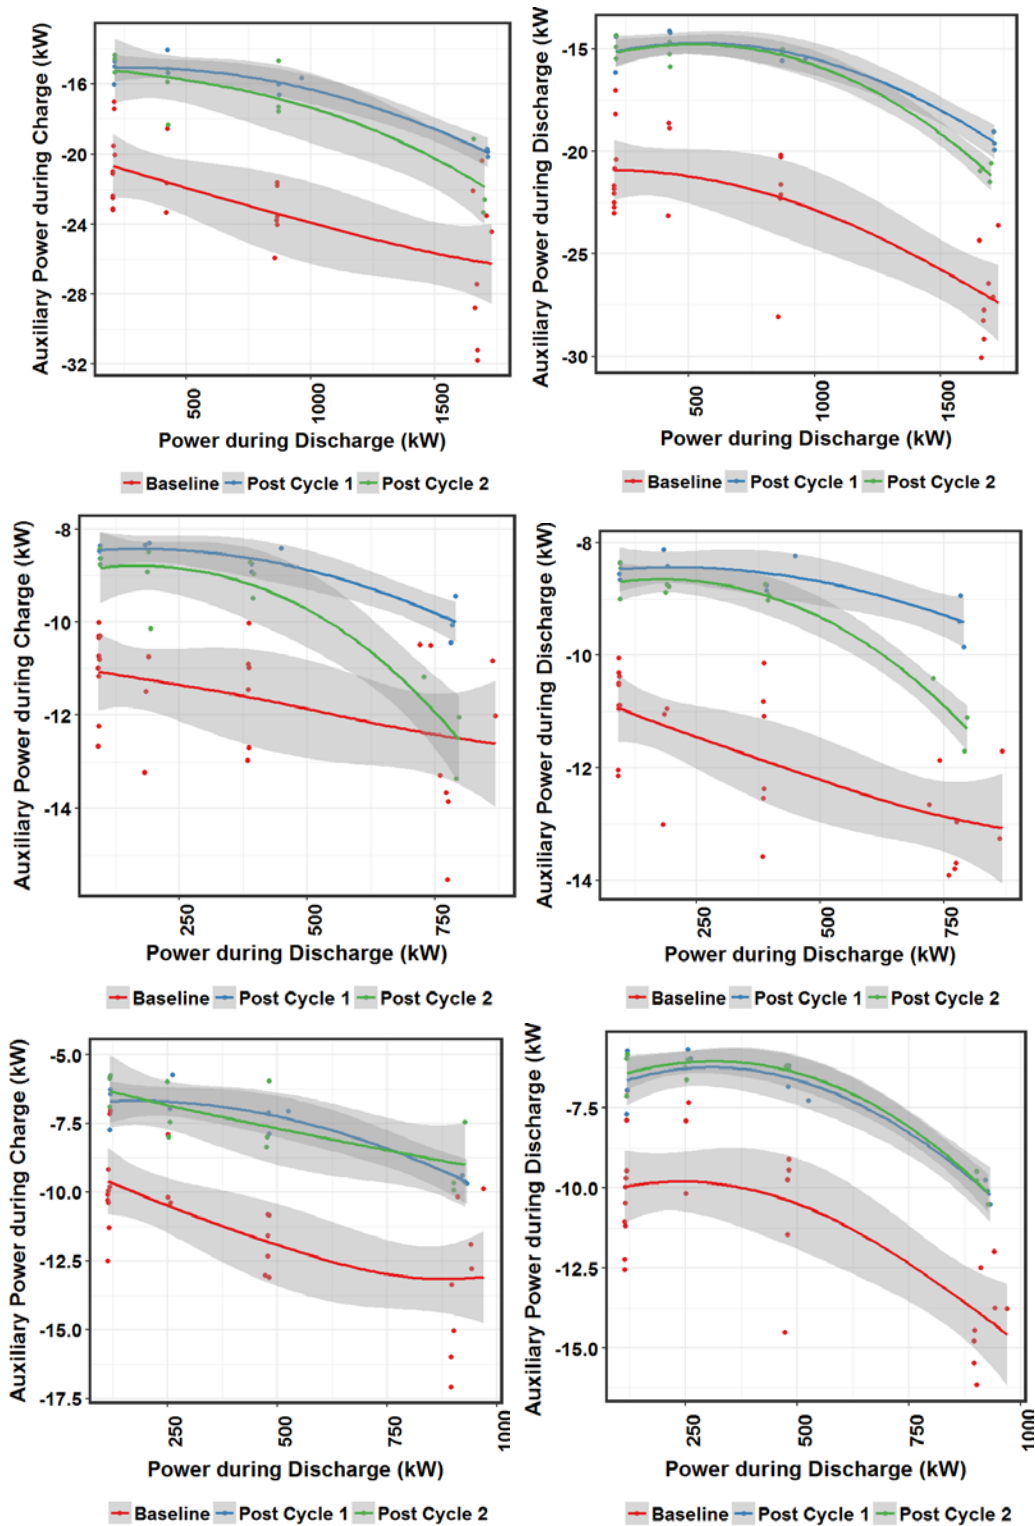 Auxiliary Power during Charge (kW)
-16
-20
-24
-28
-32
500
1000
1500
Power during Discharge (kW)
Baseline Post Cycle 1 Post Cycle 2
Auxiliary Power during Discharge (kW
-15
-20
-25
-30
500
1000
1500
Power during Discharge (kW)
Baseline Post Cycle 1 Post Cycle 2
Auxiliary Power during Charge (kW)
-8
-10
-12
-14
250
500
750
Power during Discharge (kW)
Baseline Post Cycle 1 Post Cycle 2
Auxiliary Power during Discharge (kW)
-8
-10
-12
-14
250
500
750
Power during Discharge (kW)
Baseline Post Cycle 1 Post Cycle 2
Auxiliary Power during Charge (kW)
-5.0
-7.5
-10.0
-12.5
-15.0
-17.5
250
500
750
1000
Power during Discharge (kW)
Baseline Post Cycle 1 Post Cycle 2
Auxiliary Power during Discharge (kW
-7.5
-10.0
-12.5
-15.0
250
500
750
1000
Power during Discharge (kW)
Baseline Post Cycle 1 Post Cycle 2